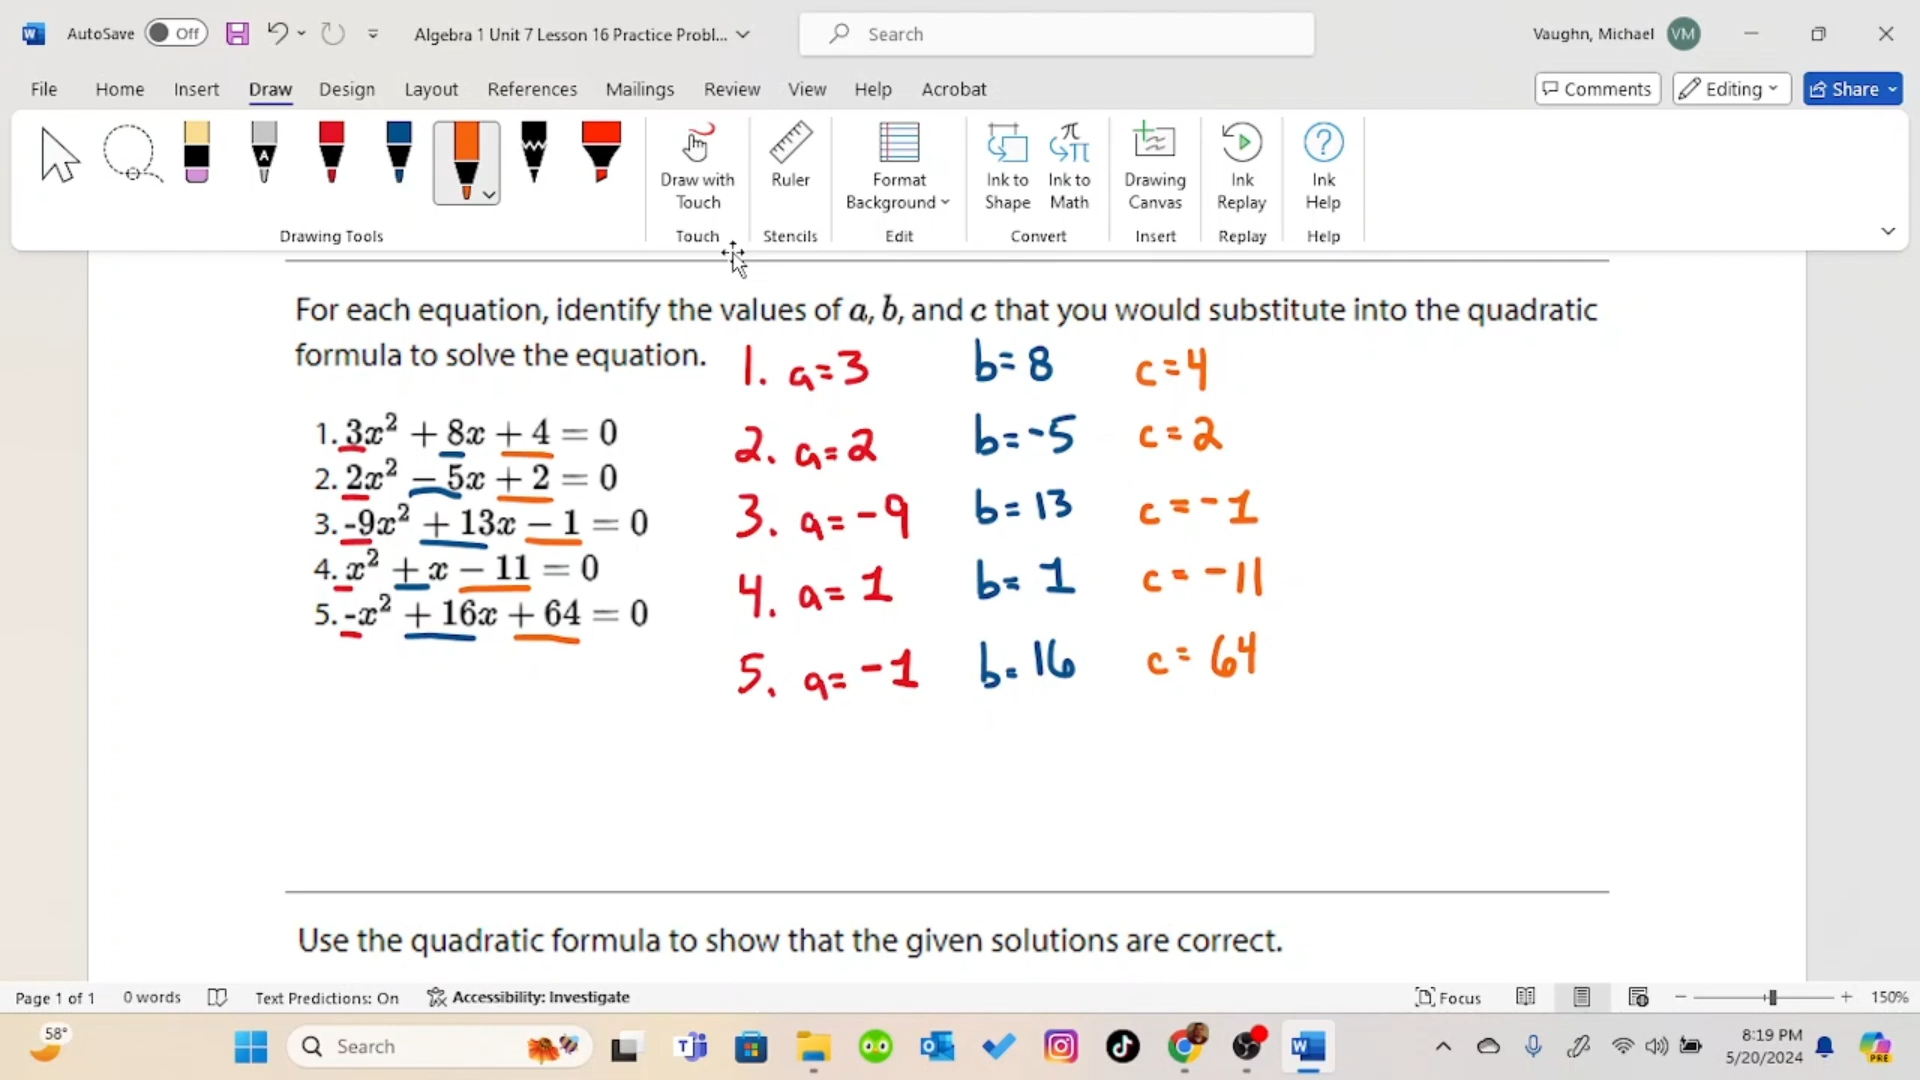 AutoSave Off Algebra 1 Unit 7 Lesson 16 Practice Probl... Search Vaughn, Michael VM
File Home Insert Draw Design Layout References Mailings Review View Help Acrobat Comments Editing Share
A
Draw with Touch Ruler Format Background Ink to Shape Ink to Math Drawing Canvas Ink Replay Ink Help
Drawing Tools Touch Stencils Edit Convert Insert Replay Help
For each equation, identify the values of a, b, and c that you would substitute into the quadratic
formula to solve the equation.
1. a=3 b=8 c=4
1. 3x² + 8x + 4 = 0
2. a=2 b=-5 c=2
2. 2x² − 5x + 2 = 0
3. a=-9 b=13 c=-1
3. -9x² + 13x − 1 = 0
4. a=1 b=1 c=-11
4. x² + x − 11 = 0
5. -x² + 16x + 64 = 0
5. a=-1 b=16 c=64
Use the quadratic formula to show that the given solutions are correct.
Page 1 of 1 0 words Text Predictions: On Accessibility: Investigate Focus 150%
58° Search 8:19 PM
5/20/2024 PRE